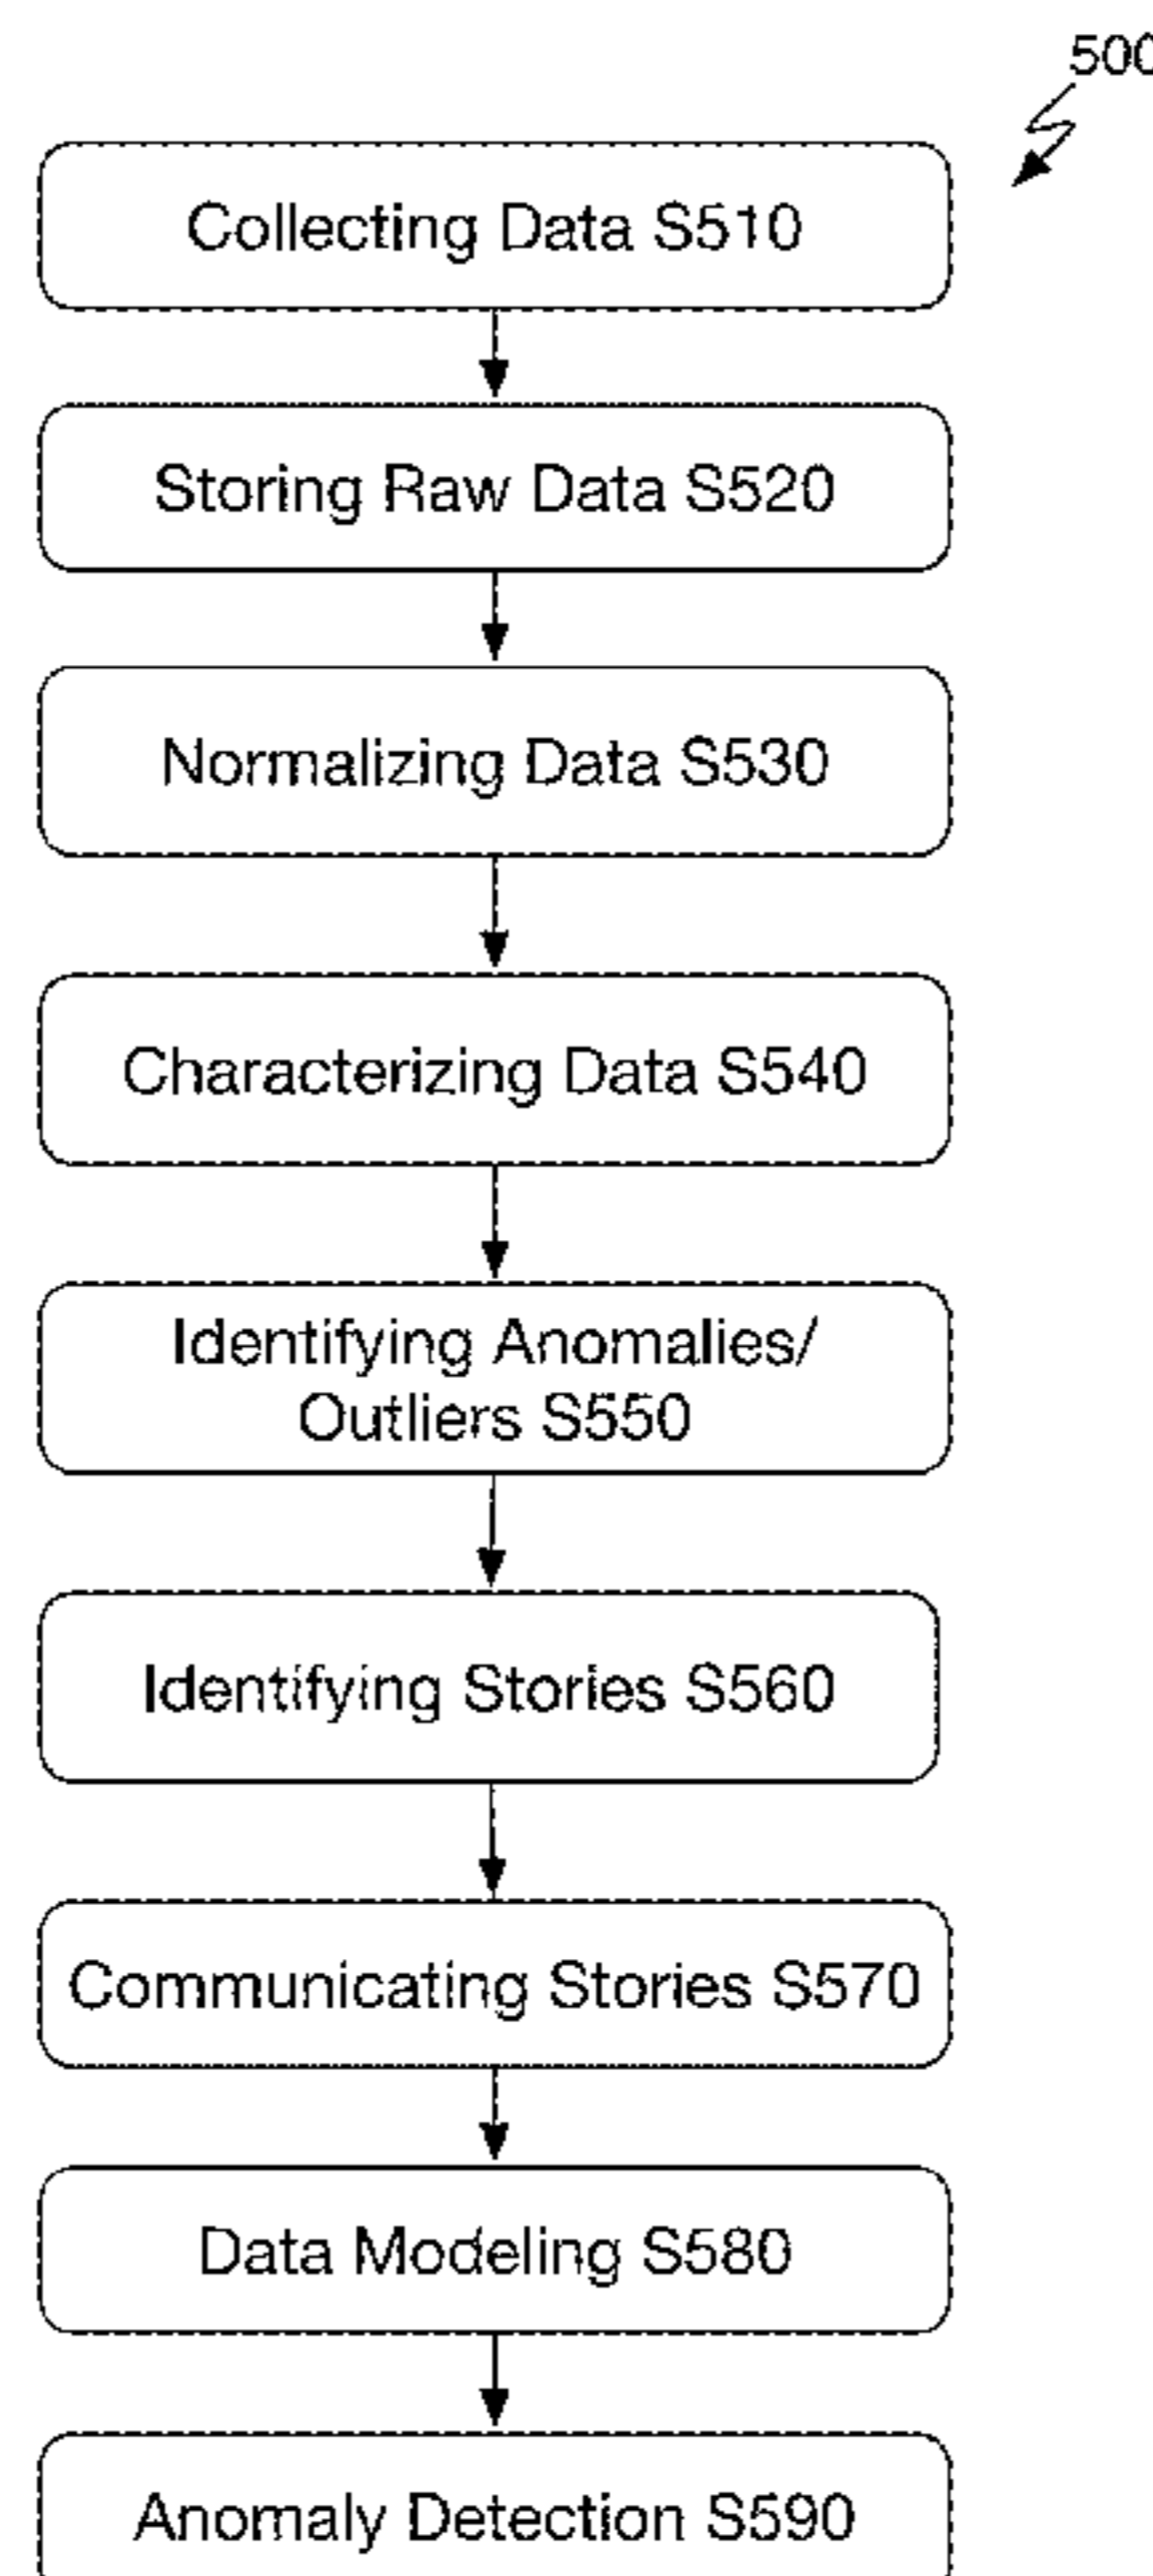 500
Collecting Data S510
Storing Raw Data S520
Normalizing Data S530
Characterizing Data S540
Identifying Anomalies/
Outliers S550
Identifying Stories S560
Communicating Stories S570
Data Modeling S580
Anomaly Detection S590